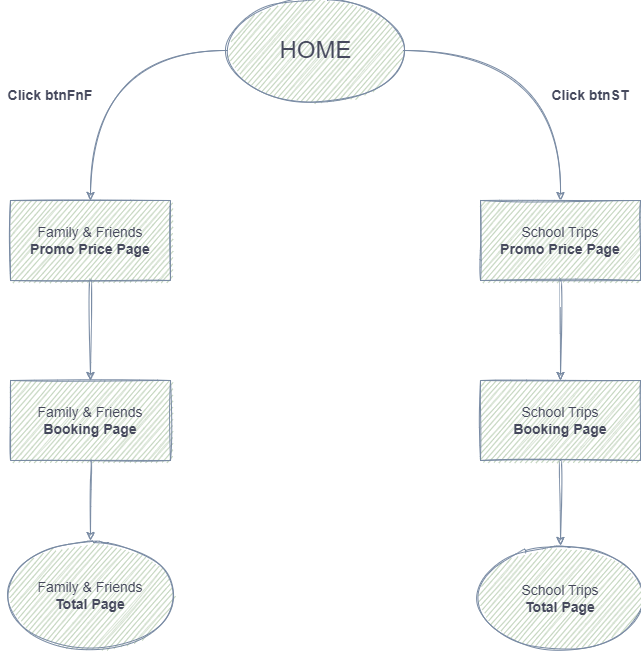 HOME
Click btnFnF
Click btnST
Family & Friends
Promo Price Page
School Trips
Promo Price Page
Family & Friends
Booking Page
School Trips
Booking Page
Family & Friends
Total Page
School Trips
Total Page